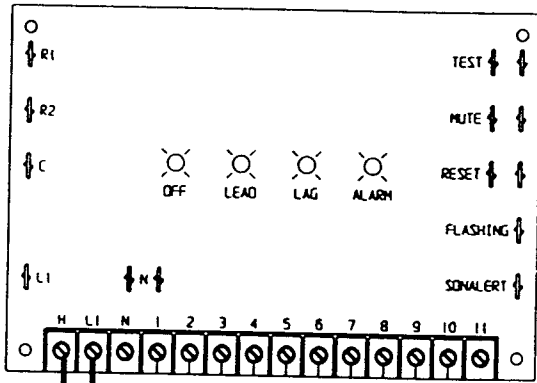 R1
TEST
R2
MUTE
C
RESET
OFF LEAD LAG ALARM
FLASHING
L1 N
SONALERT
H L1 N 1 2 3 4 5 6 7 8 9 10 11